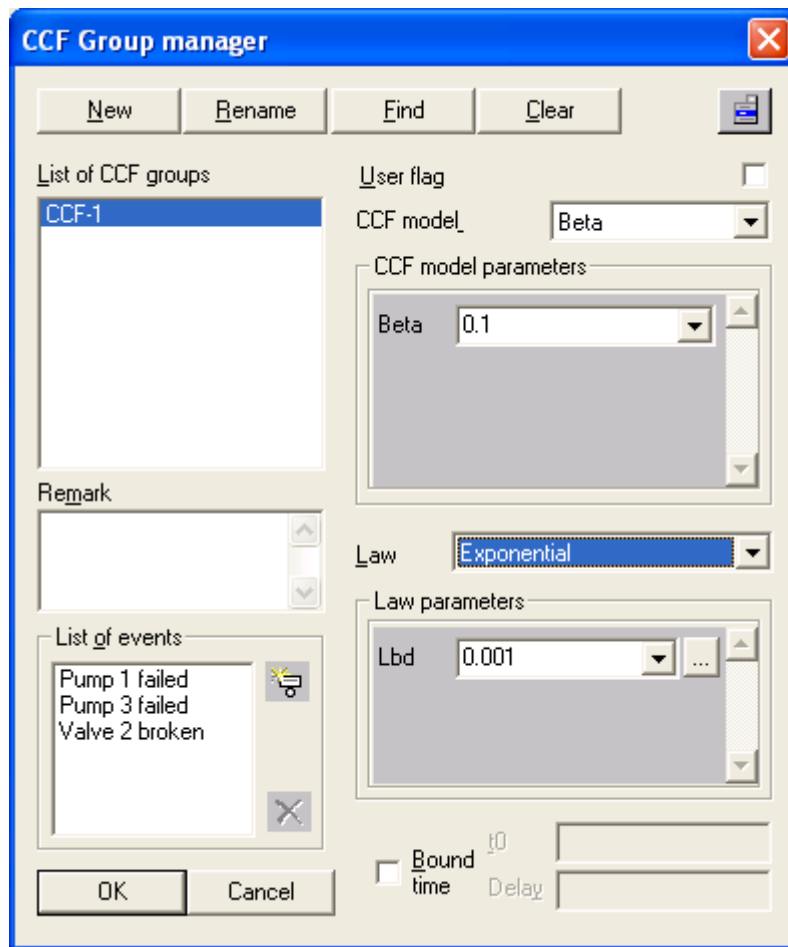 CCF Group manager
New Rename Find Clear
List of CCF groups
CCF-1
User flag
CCF model
Beta
CCF model parameters
Beta 0.1
Remark
Law Exponential
Law parameters
Lbd 0.001 ...
List of events
Pump 1 failed
Pump 3 failed
Valve 2 broken
Bound time
t0
Delay
OK Cancel